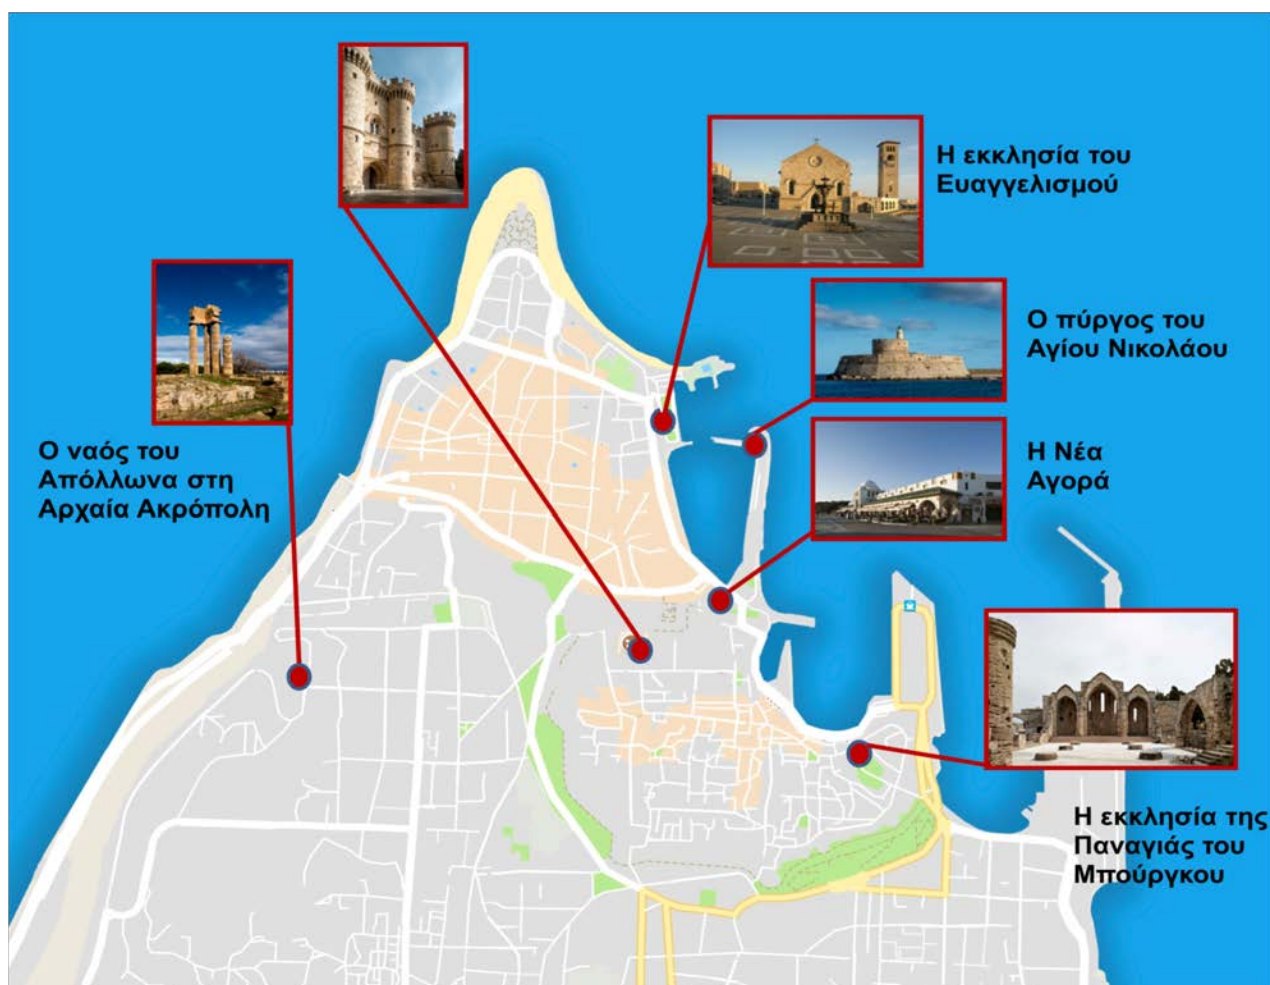 Η εκκλησία του
Ευαγγελισμού
Ο πύργος του
Αγίου Νικολάου
Ο ναός του
Απόλλωνα στη
Αρχαία Ακρόπολη
Η Νέα
Αγορά
Η εκκλησία της
Παναγιάς του
Μπούργκου